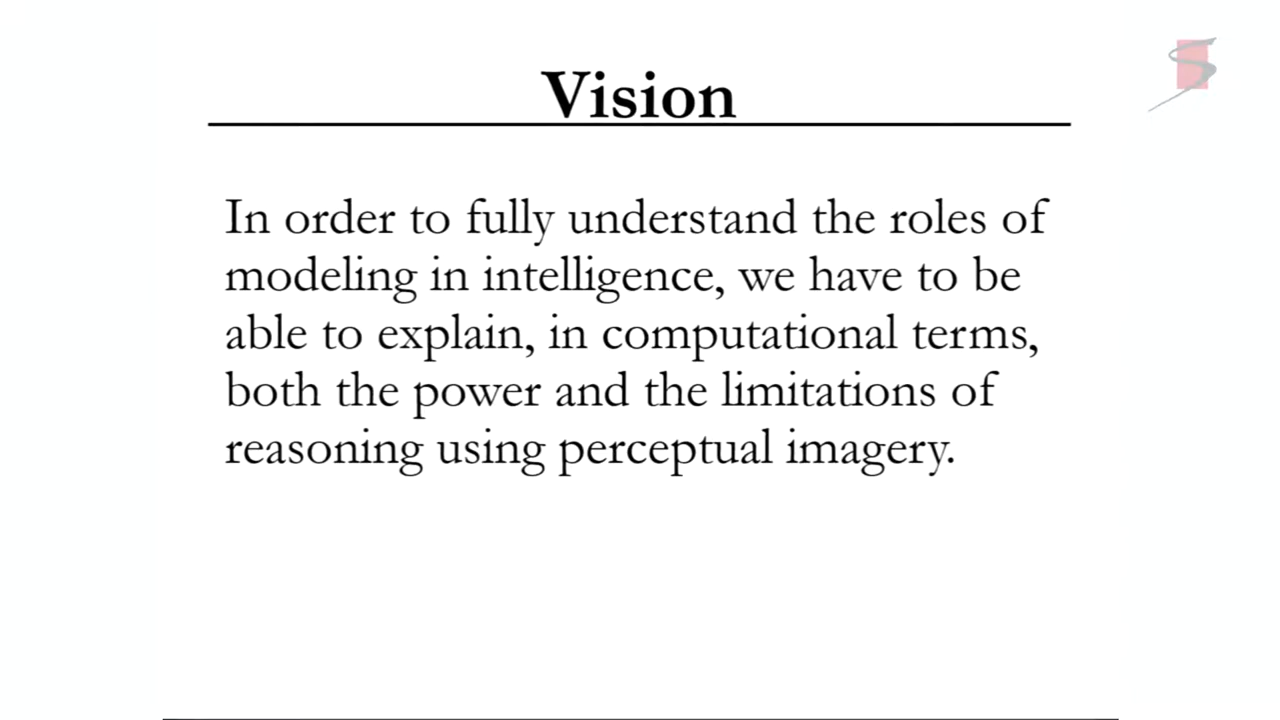 Vision
In order to fully understand the roles of
modeling in intelligence, we have to be
able to explain, in computational terms,
both the power and the limitations of
reasoning using perceptual imagery.